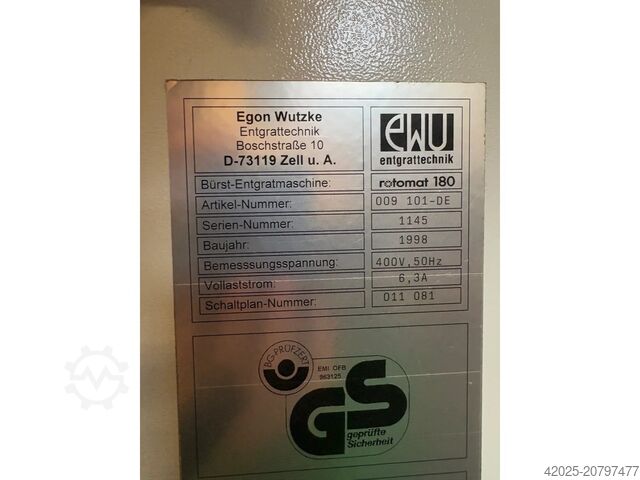 Egon Wutzke
Entgrattechnik
Boschstraße 10
D-73119 Zell u. A.
eWU
entgrattechnik
Bürst-Entgratmaschine: rotomat 180
Artikel-Nummer: 009 101-DE
Serien-Nummer: 1145
Baujahr: 1998
Bemesssungsspannung: 400V,50Hz
Vollaststrom: 6,3A
Schaltplan-Nummer: 011 081
BG-PRÜFZERT
EMI OFB
963125
GS
geprüfte
Sicherheit
42025-20797477